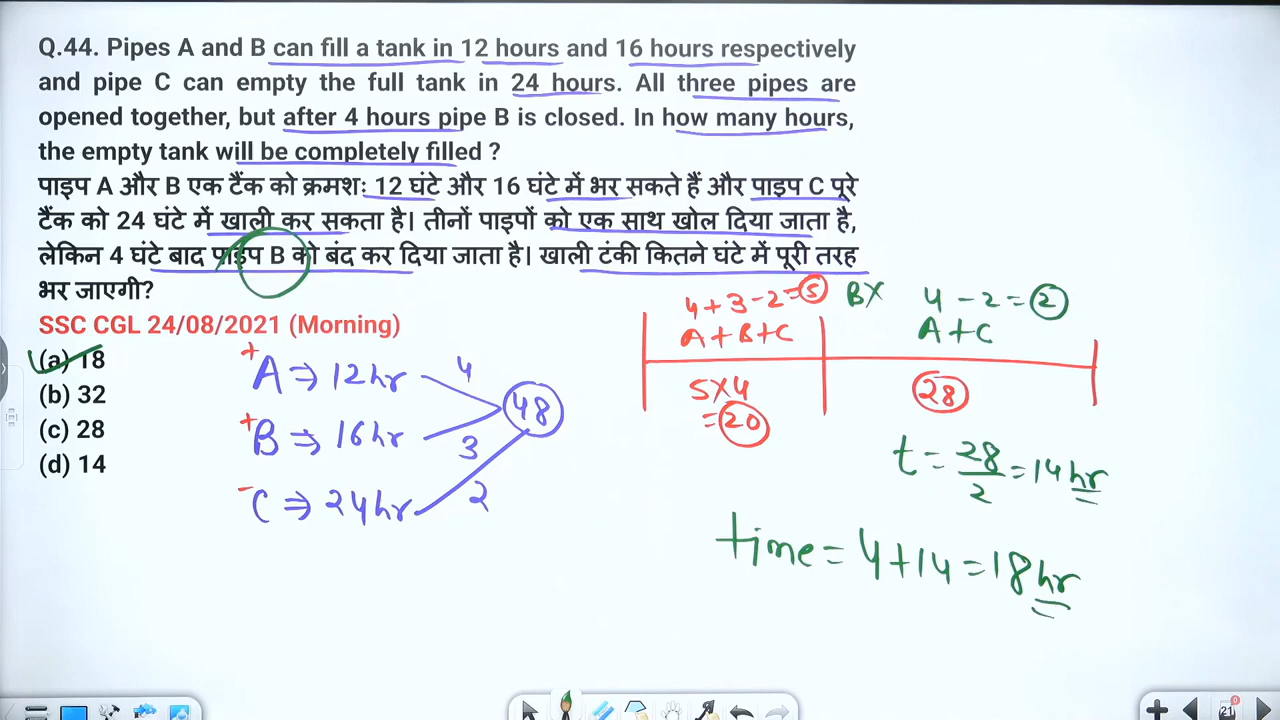 Q.44. Pipes A and B can fill a tank in 12 hours and 16 hours respectively
and pipe C can empty the full tank in 24 hours. All three pipes are
opened together, but after 4 hours pipe B is closed. In how many hours,
the empty tank will be completely filled ?
पाइप A और B एक टैंक को क्रमशः 12 घंटे और 16 घंटे में भर सकते हैं और पाइप C पूरे
टैंक को 24 घंटे में खाली कर सकता है। तीनों पाइपों को एक साथ खोल दिया जाता है,
लेकिन 4 घंटे बाद पाइप B को बंद कर दिया जाता है। खाली टंकी कितने घंटे में पूरी तरह
भर जाएगी?
SSC CGL 24/08/2021 (Morning)
(a) 18
(b) 32
(c) 28
(d) 14
+ A ⇒ 12hr 4
+ B ⇒ 16hr 3 48
- C ⇒ 24hr 2
4+3-2=5 BX 4-2=2
A+B+C A+C
5×4 28
=20
t = 28/2 = 14 hr
time = 4+14 = 18 hr
21